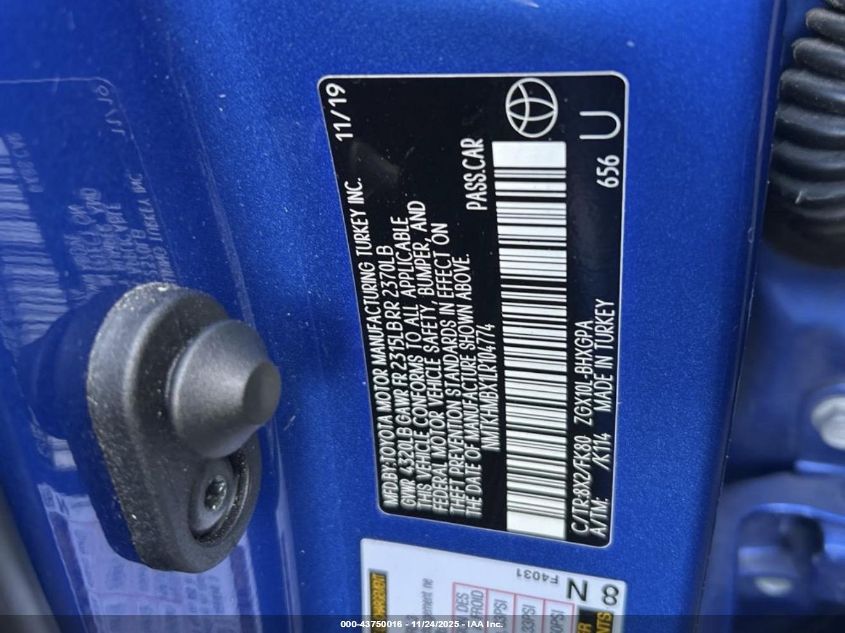 MFD.BY:TOYOTA MOTOR MANUFACTURING TURKEY INC. 11/19
GVWR 4320LB GAWR FR 2315LB RR 2370LB
THIS VEHICLE CONFORMS TO ALL APPLICABLE
FEDERAL MOTOR VEHICLE SAFETY, BUMPER, AND
THEFT PREVENTION STANDARDS IN EFFECT ON
THE DATE OF MANUFACTURE SHOWN ABOVE.
NMTKHMBX1LR104774 PASS.CAR
C/TR:8X2/FK80 ZGX10L-BHXGPA 656 U
A/TM: /K114 MADE IN TURKEY
F4031
N
8
000-43750016 - 11/24/2025 - IAA Inc.